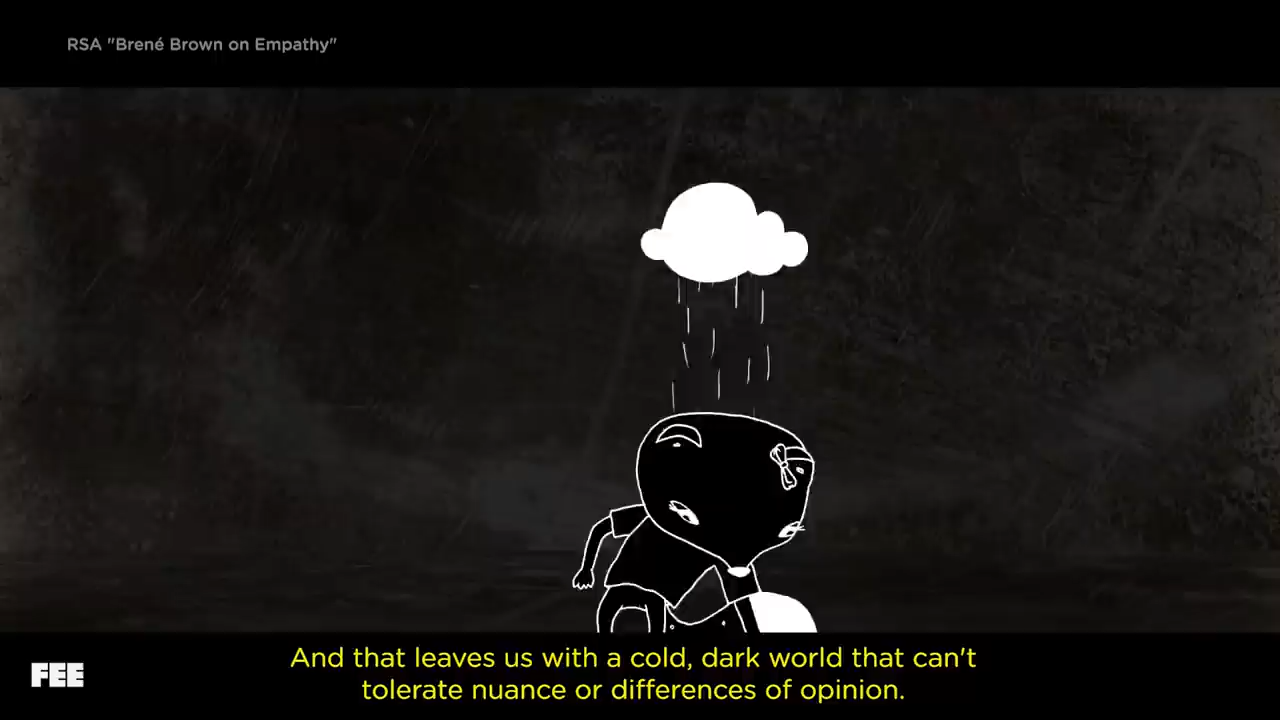 RSA "Brené Brown on Empathy"
And that leaves us with a cold, dark world that can't
tolerate nuance or differences of opinion.
FEE